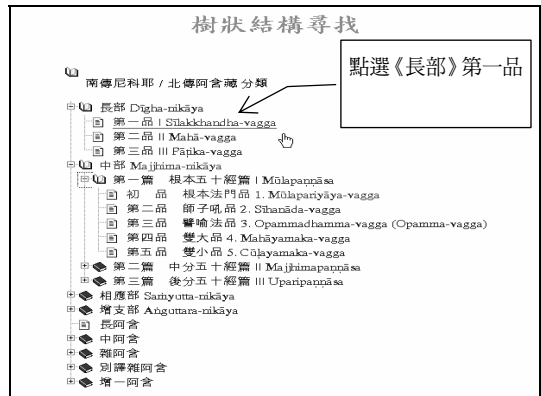 樹狀結構尋找
點選《長部》第一品
南傳尼科耶 / 北傳阿含藏 分類
長部 Dīgha-nikāya
第一品 I Sīlakkhandha-vagga
第二品 II Mahā-vagga
第三品 III Pāṭika-vagga
中部 Majjhima-nikāya
第一篇 根本五十經篇 I Mūlapaṇṇāsa
初 品 根本法門品 1. Mūlapariyāya-vagga
第二品 師子吼品 2. Sīhanāda-vagga
第三品 譬喻法品 3. Opammadhamma-vagga (Opamma-vagga)
第四品 雙大品 4. Mahāyamaka-vagga
第五品 雙小品 5. Cūḷayamaka-vagga
第二篇 中分五十經篇 II Majjhimapaṇṇāsa
第三篇 後分五十經篇 III Uparipaṇṇāsa
相應部 Saṁyutta-nikāya
增支部 Aṅguttara-nikāya
長阿含
中阿含
雜阿含
別譯雜阿含
增一阿含